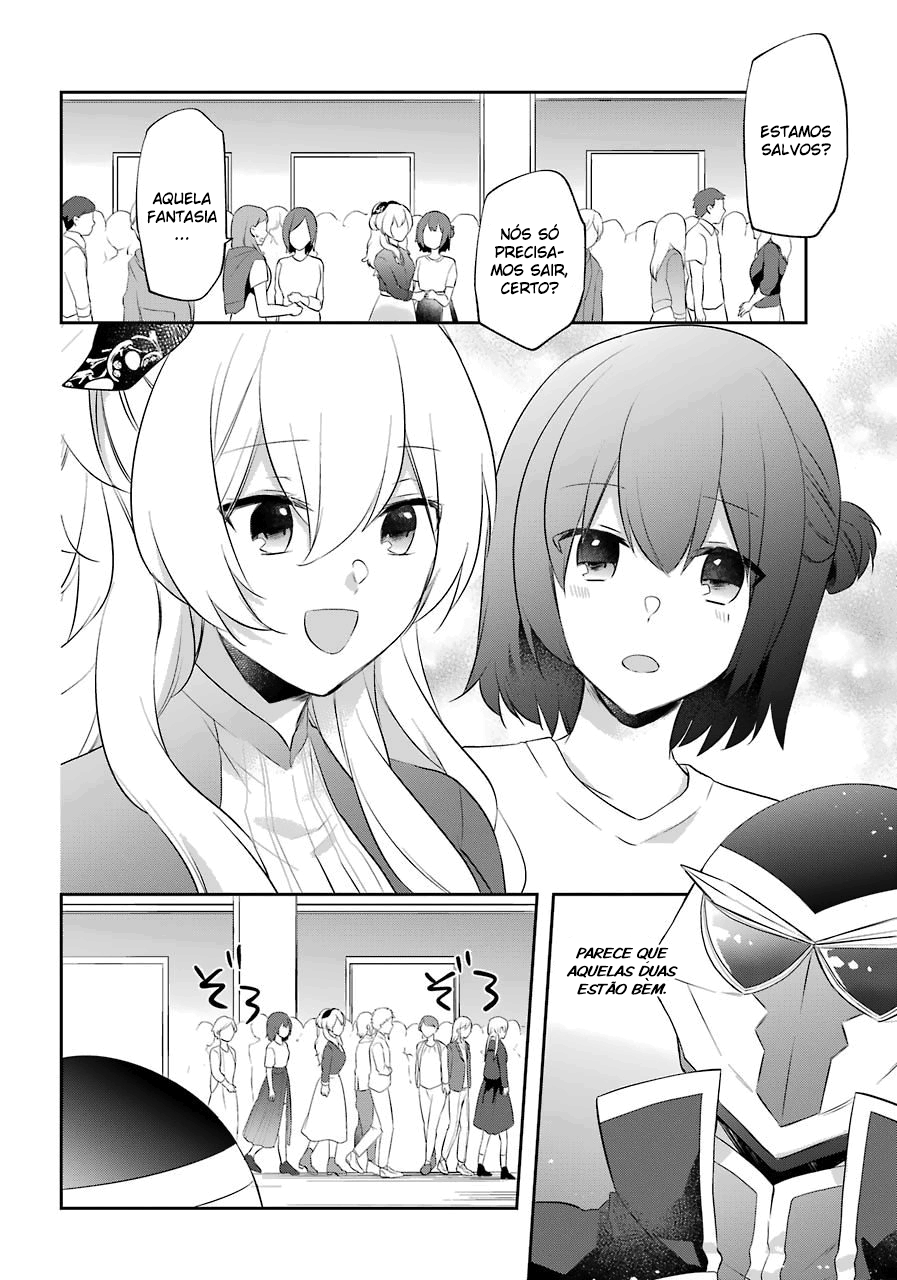 ESTAMOS
SALVOS?
NÓS SÓ
PRECISA-
MOS SAIR,
CERTO?
AQUELA
FANTASIA
...
ぞろ
ぞろ
PARECE QUE
AQUELAS DUAS
ESTÃO BÈM.